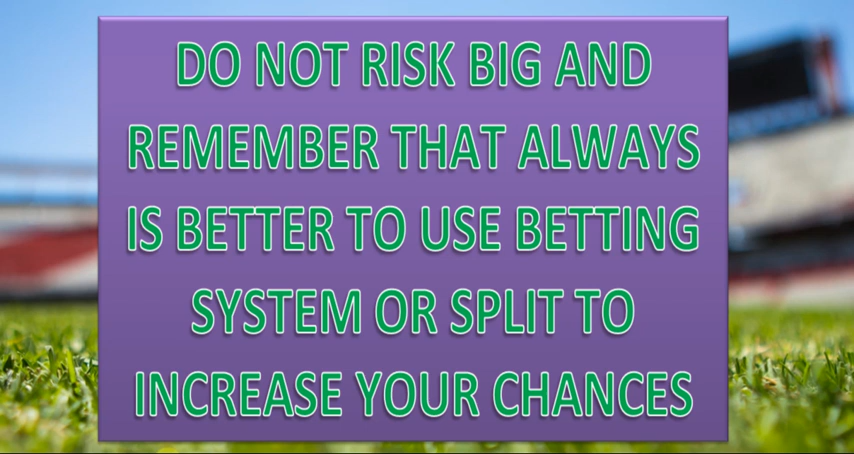 DO NOT RISK BIG AND
REMEMBER THAT ALWAYS
IS BETTER TO USE BETTING
SYSTEM OR SPLIT TO
INCREASE YOUR CHANCES